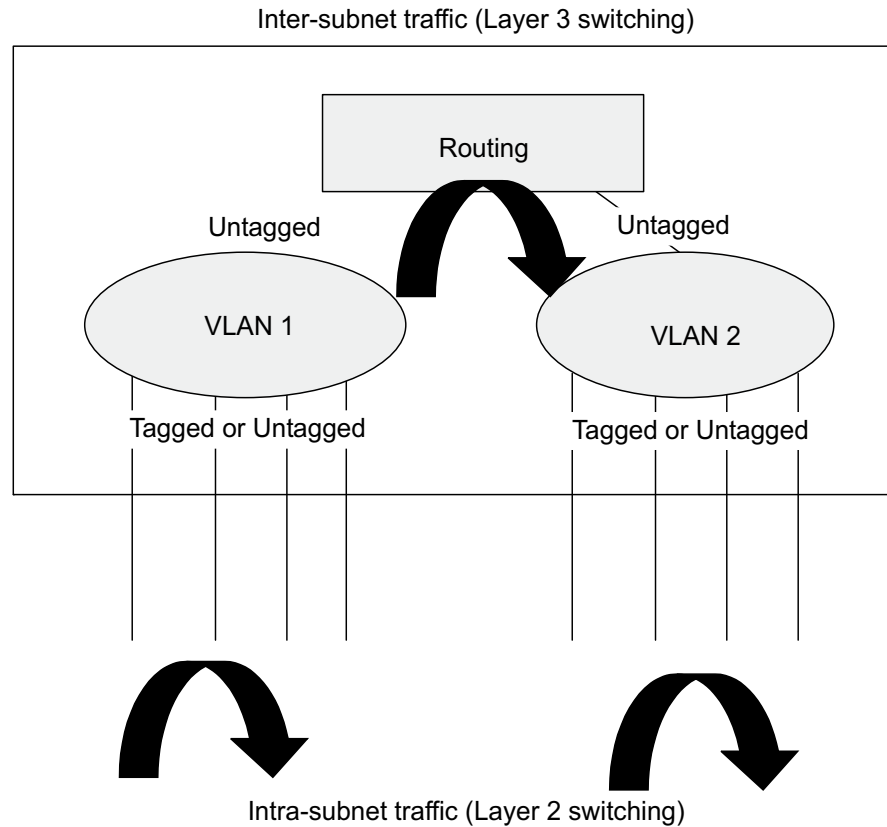 Inter-subnet traffic (Layer 3 switching)
Routing
Untagged
Untagged
VLAN 1
VLAN 2
Tagged or Untagged
Tagged or Untagged
Intra-subnet traffic (Layer 2 switching)